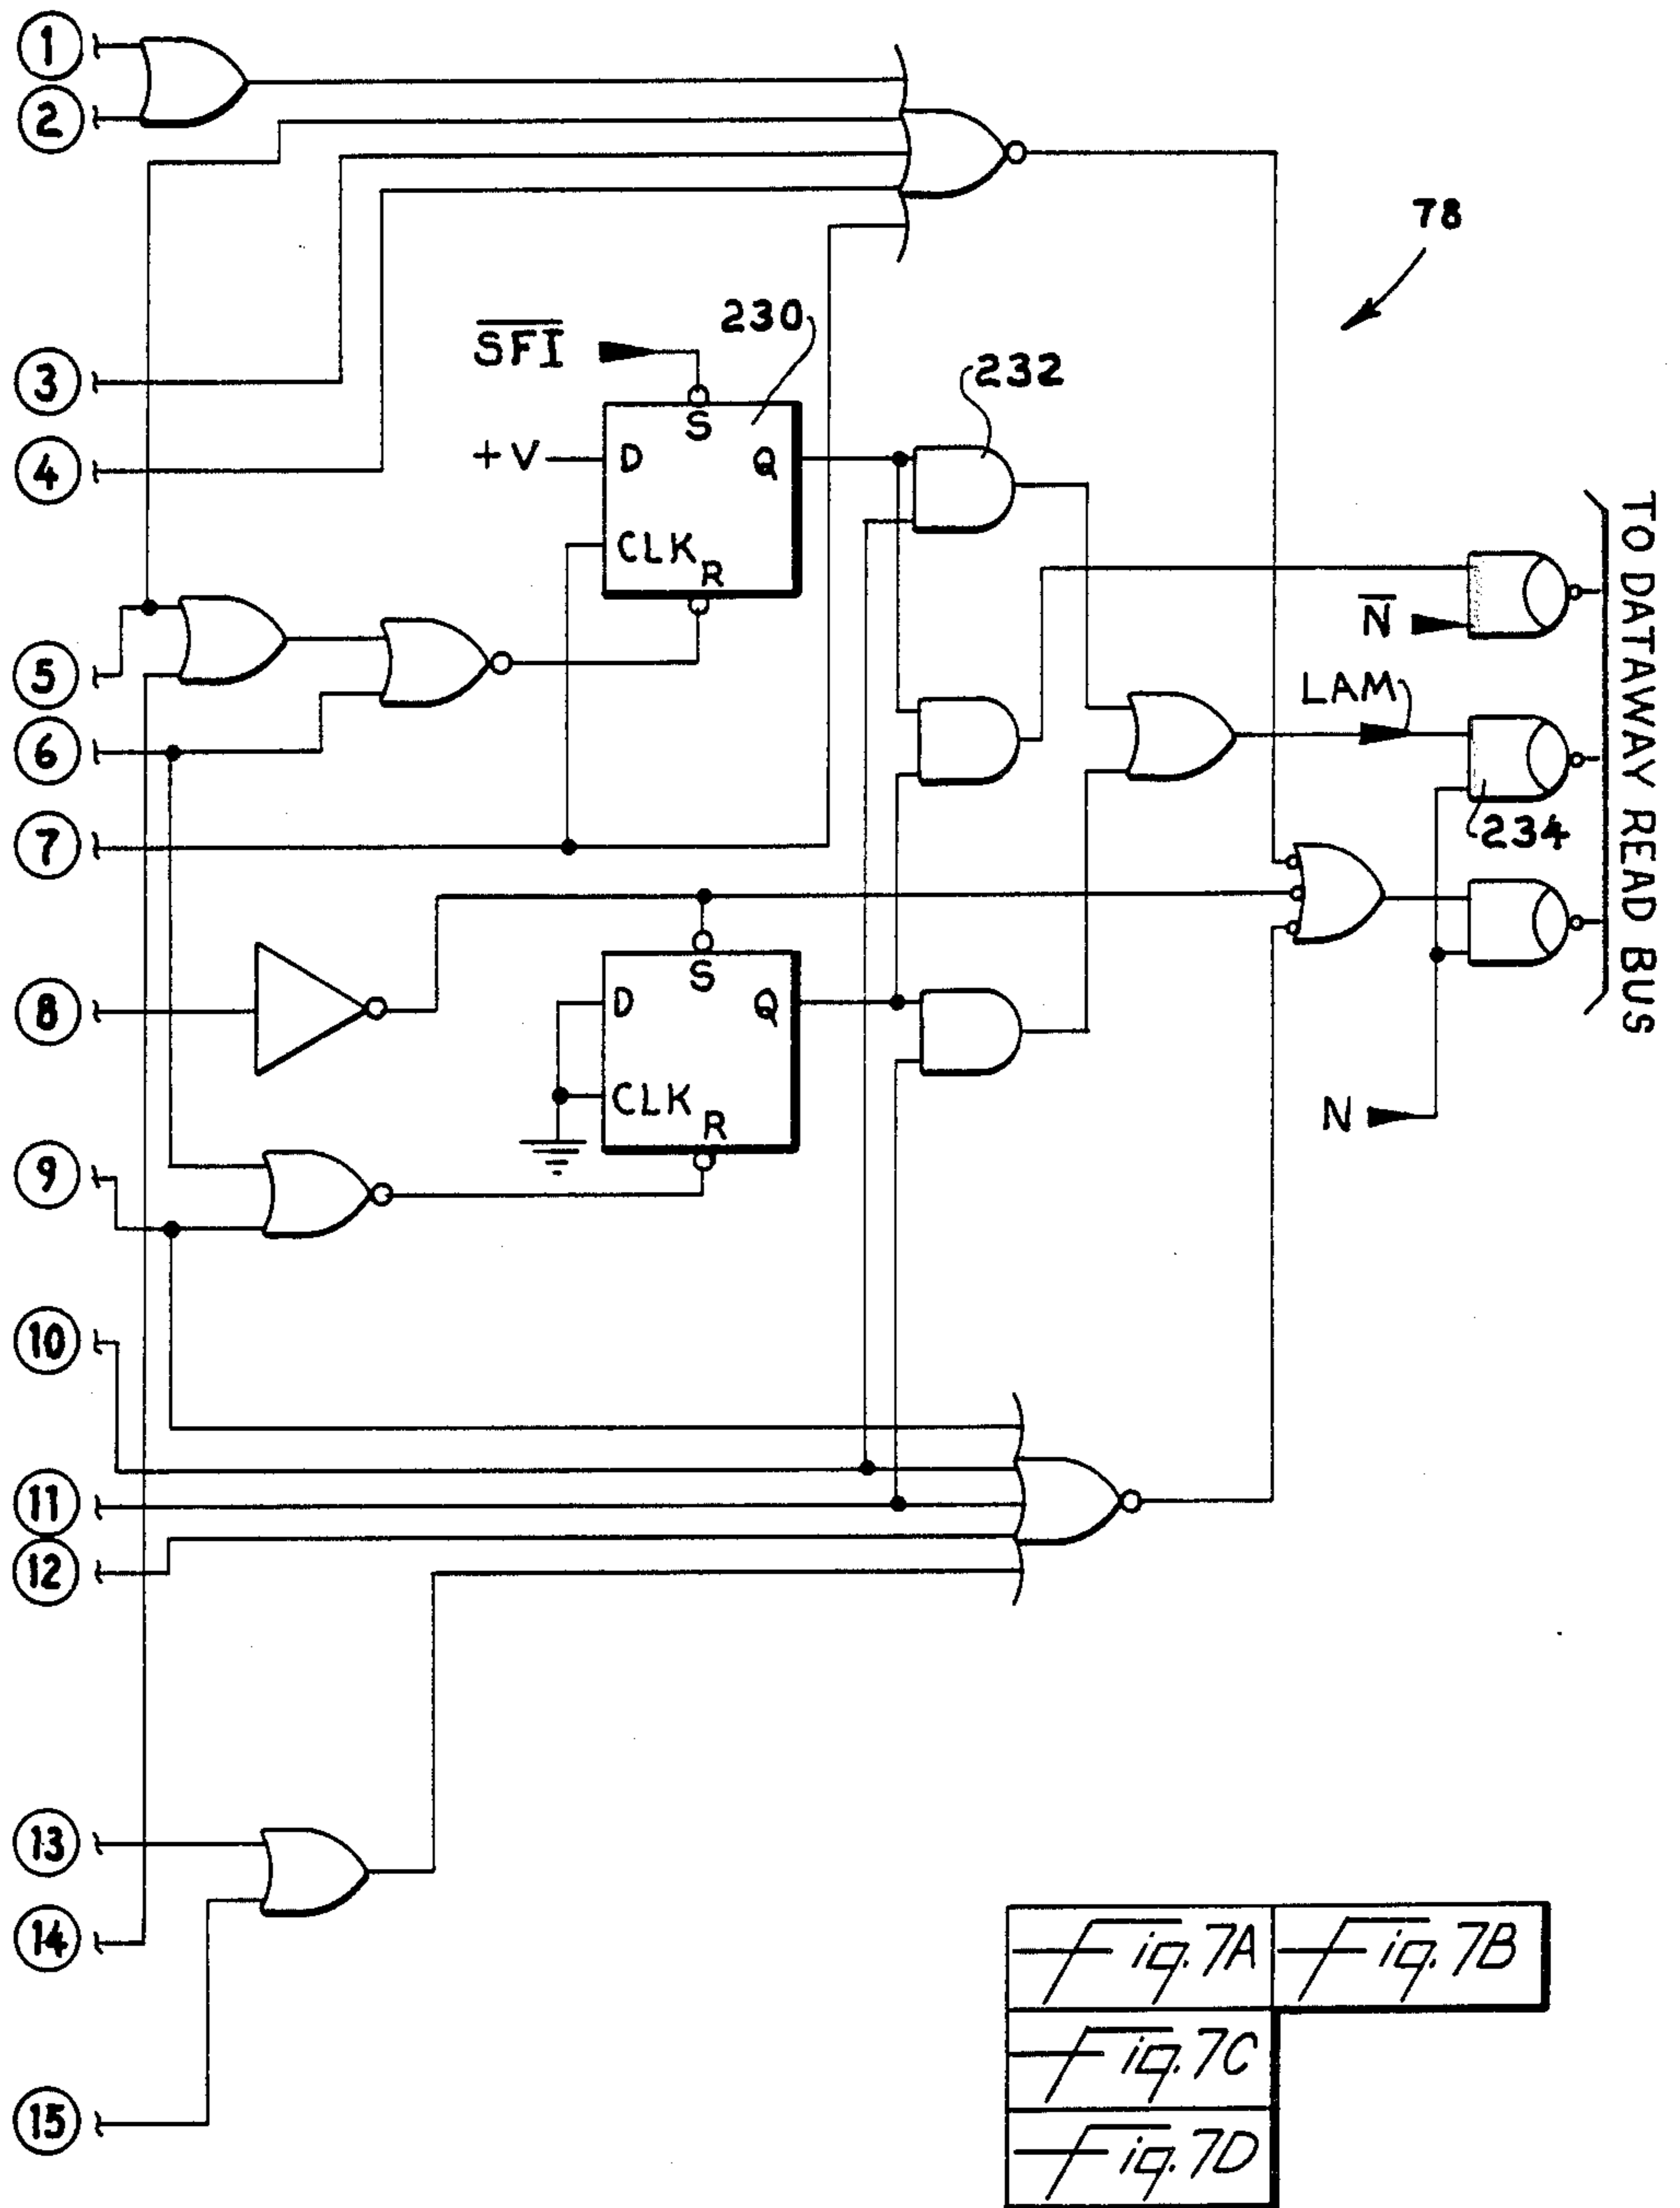 1
2
78
SFI
230
232
3
+V
D
S
Q
4
CLK
R
TO DATAWAY READ BUS
N
5
LAM
6
234
7
8
S
D
Q
CLK
R
N
9
10
11
12
13
14
15
Fig. 7A
Fig. 7B
Fig. 7C
Fig. 7D